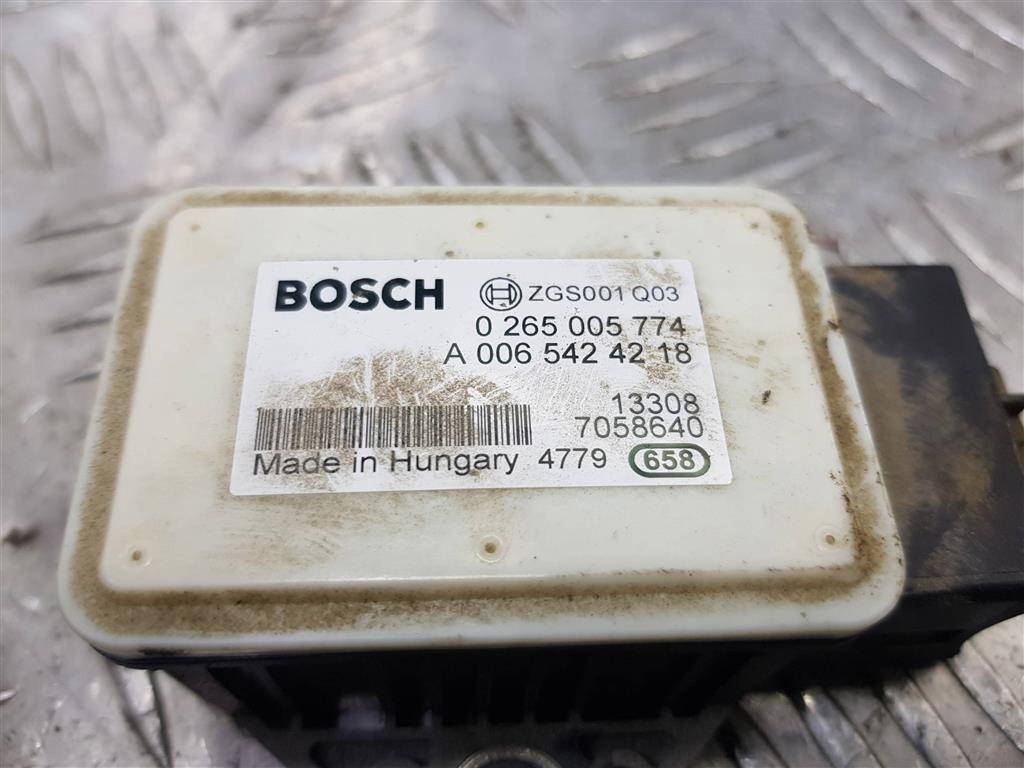 BOSCH ZGS001 Q03
0 265 005 774
A 006 542 42 18
13308
7058640
Made in Hungary 4779 658